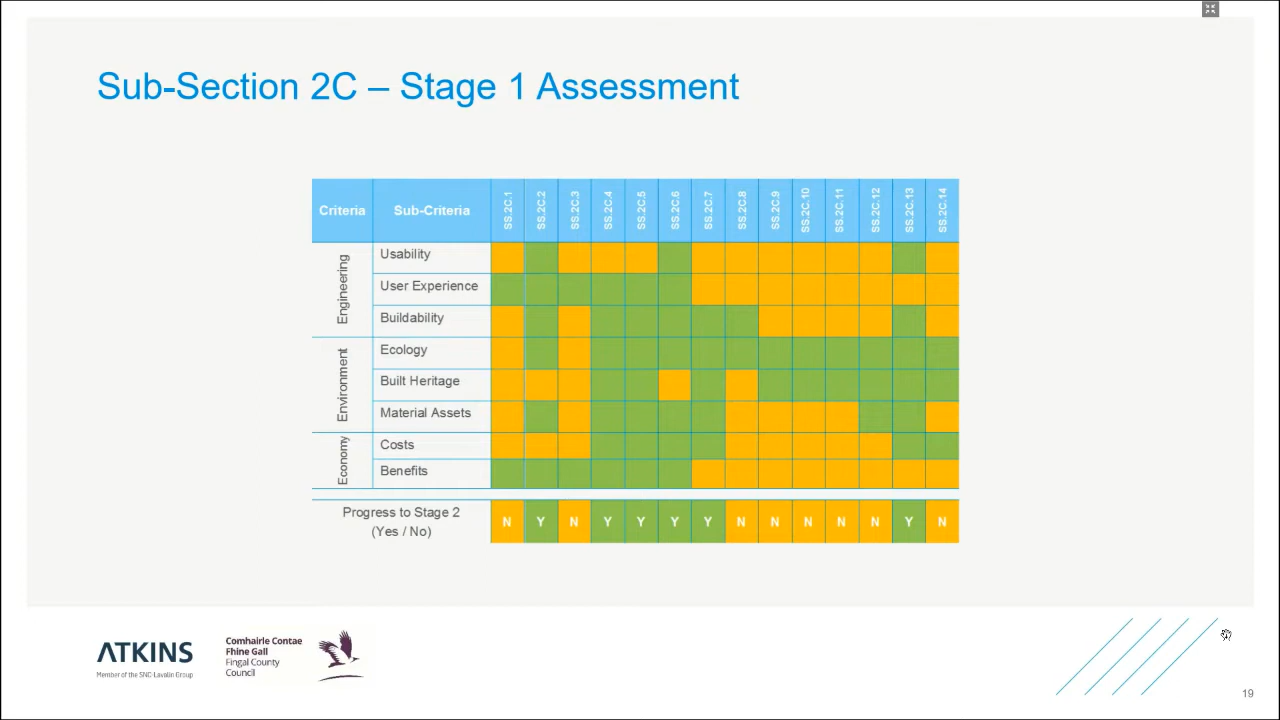 Sub-Section 2C – Stage 1 Assessment
Criteria Sub-Criteria SS.2C.1 SS.2C.2 SS.2C.3 SS.2C.4 SS.2C.5 SS.2C.6 SS.2C.7 SS.2C.8 SS.2C.9 SS.2C.10 SS.2C.11 SS.2C.12 SS.2C.13 SS.2C.14
Engineering
Usability
User Experience
Buildability
Environment
Ecology
Built Heritage
Material Assets
Economy
Costs
Benefits
Progress to Stage 2
(Yes / No)
N Y N Y Y Y Y N N N N N Y N
ATKINS
Member of the SNC-Lavalin Group
Comhairle Contae
Fhine Gall
Fingal County
Council
19